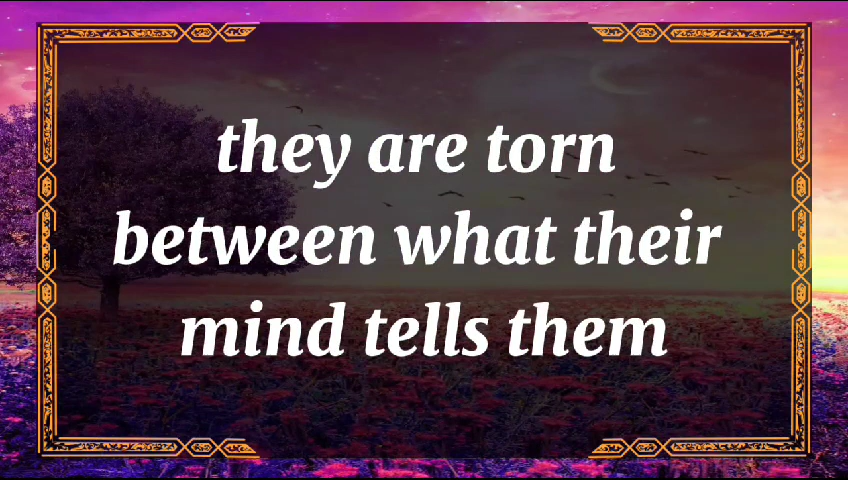 they are torn
between what their
mind tells them